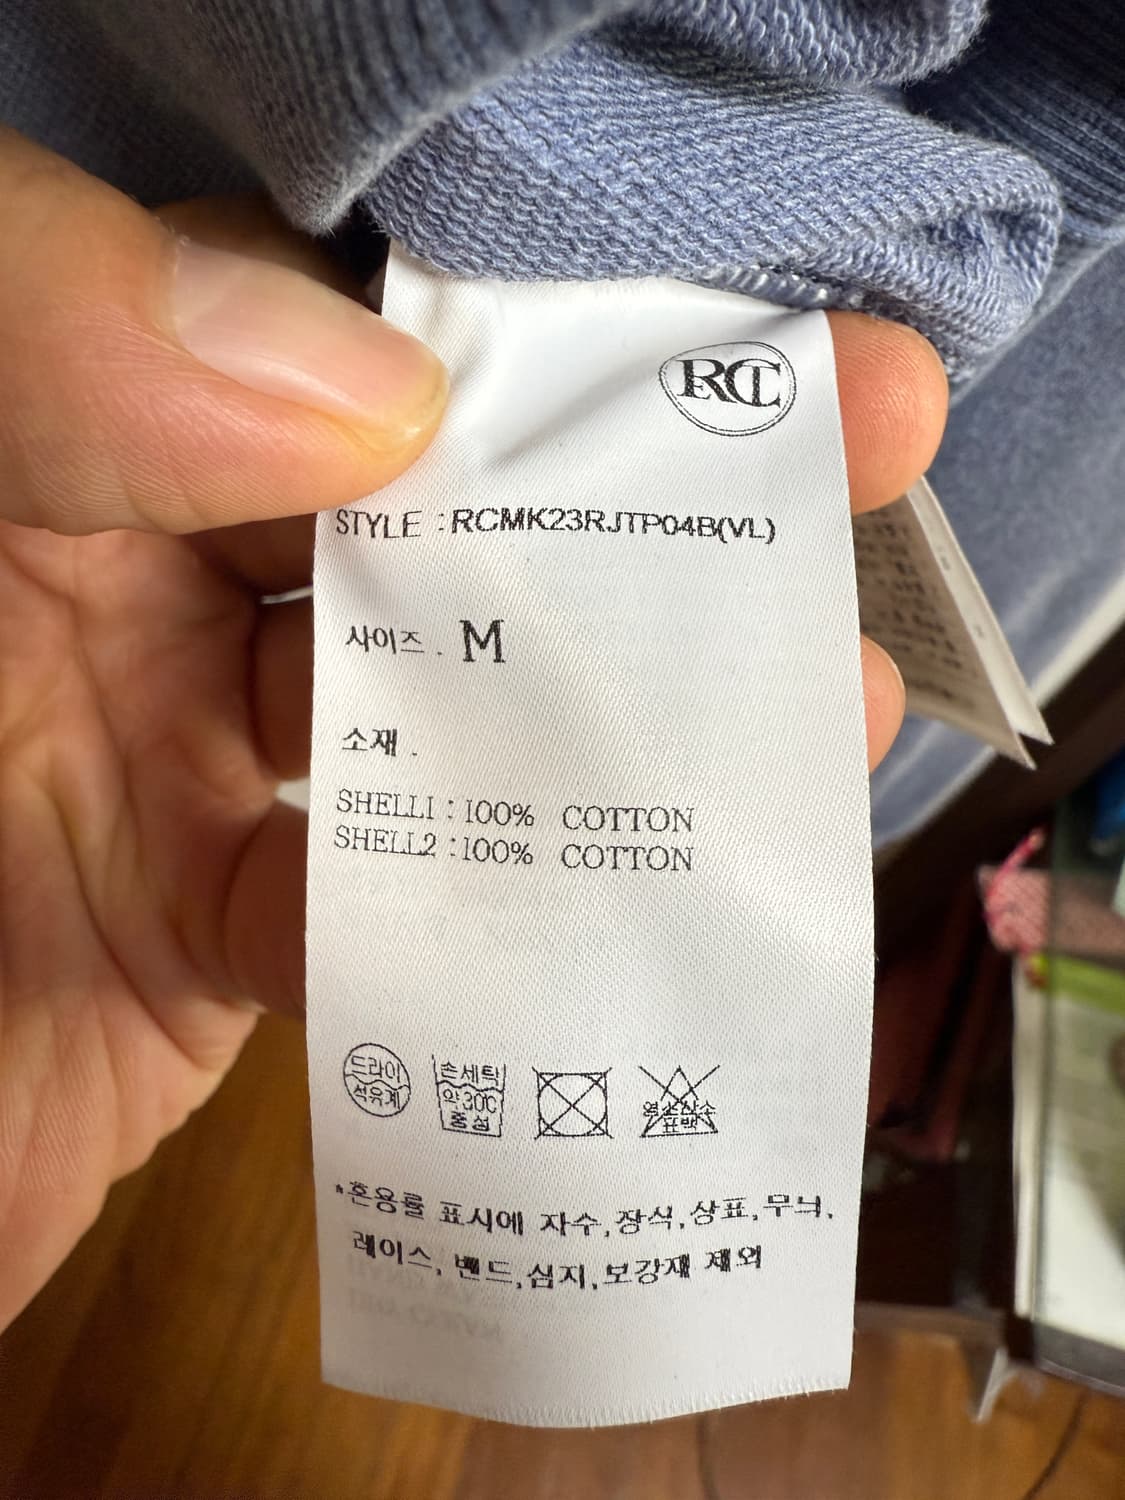 RCT
STYLE : RCMK23RJTP04B(VL)
사이즈 . M
소재 .
SHELL1 : 100% COTTON
SHELL2 : 100% COTTON
드라이
석유계
손세탁
약30℃
중성
염소산소
표백
*혼용률 표시에 자수,장식,상표,무늬,
레이스, 밴드,심지,보강재 제외